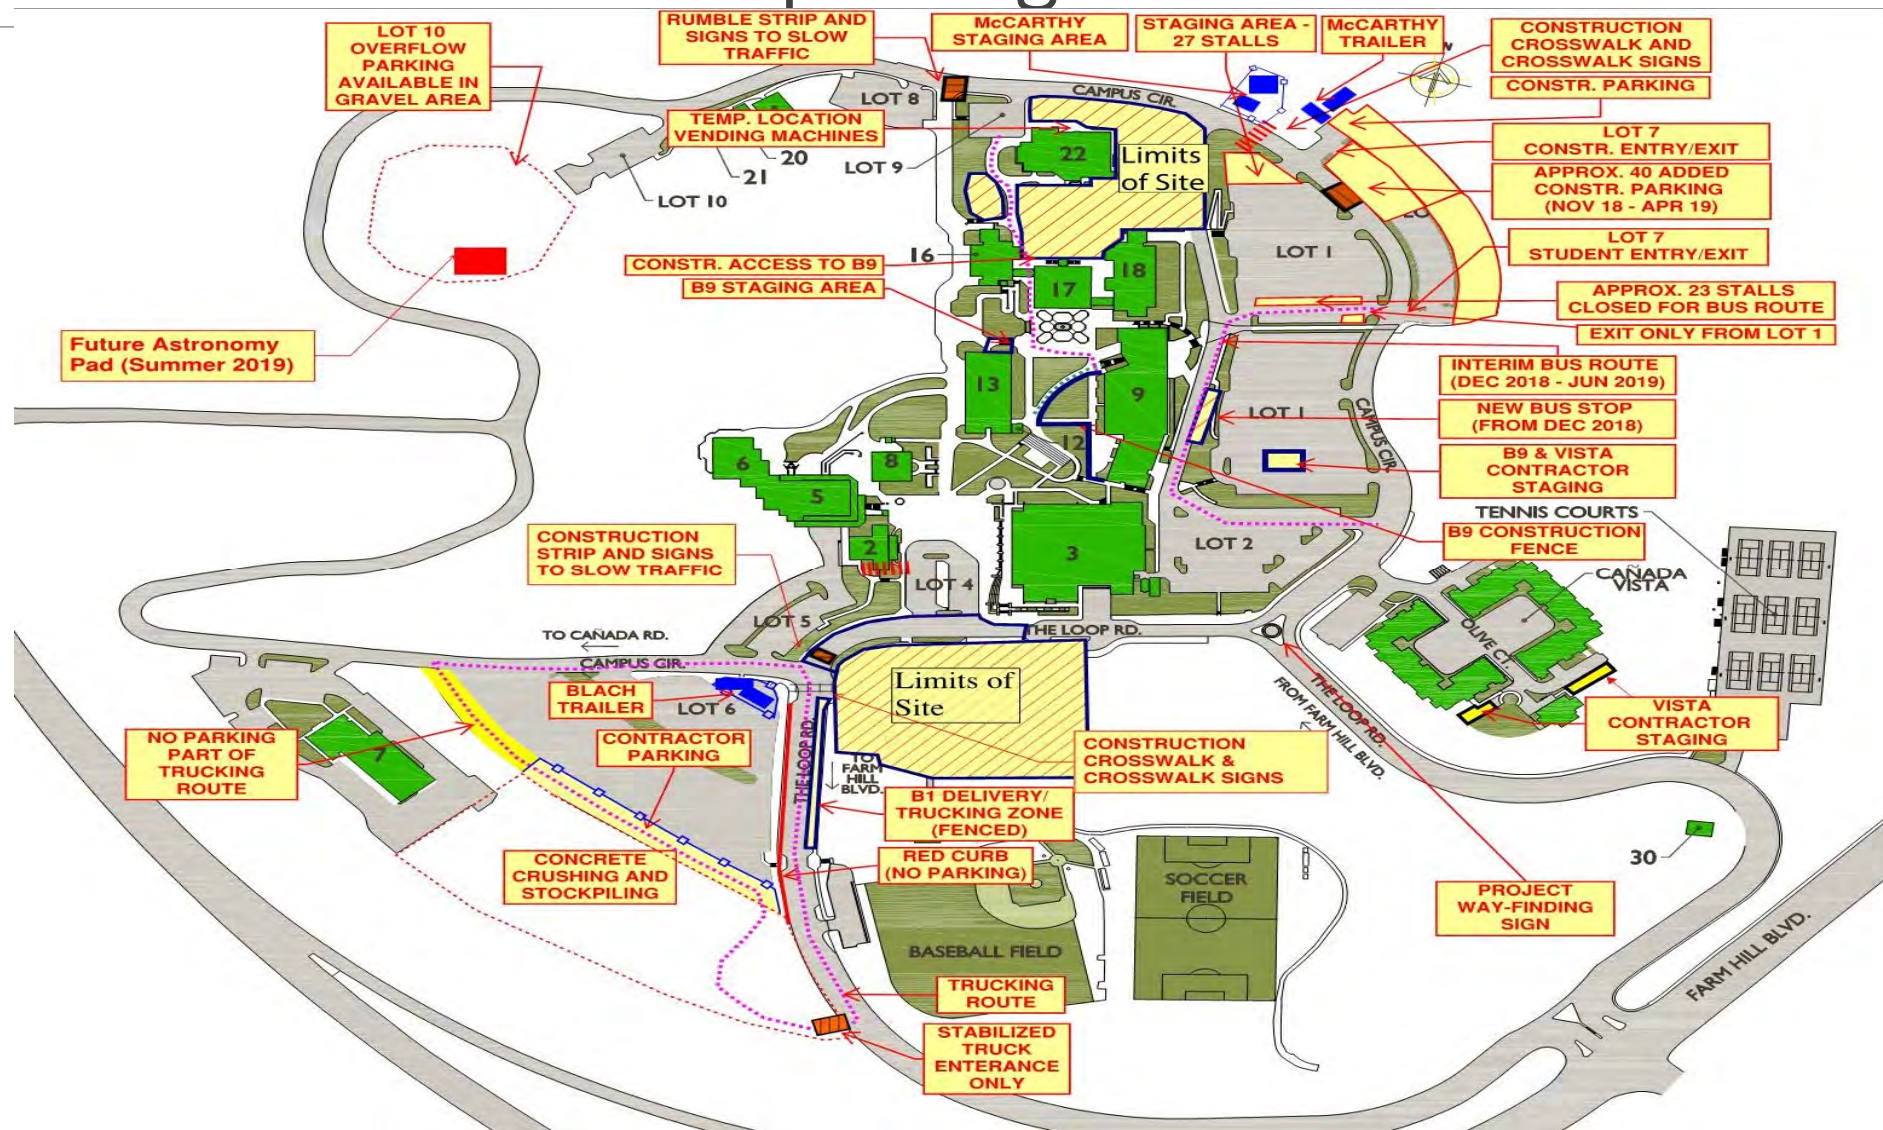 RUMBLE STRIP AND
SIGNS TO SLOW
TRAFFIC
McCARTHY
STAGING AREA
STAGING AREA -
27 STALLS
McCARTHY
TRAILER
CONSTRUCTION
CROSSWALK AND
CROSSWALK SIGNS
LOT 10
OVERFLOW
PARKING
AVAILABLE IN
GRAVEL AREA
N
CONSTR. PARKING
LOT 8
CAMPUS CIR.
TEMP. LOCATION
VENDING MACHINES
LOT 7
CONSTR. ENTRY/EXIT
20
21
LOT 9
22
Limits
of Site
LOT 10
APPROX. 40 ADDED
CONSTR. PARKING
(NOV 18 - APR 19)
LO
LOT 7
STUDENT ENTRY/EXIT
16
LOT 1
CONSTR. ACCESS TO B9
B9 STAGING AREA
18
17
APPROX. 23 STALLS
CLOSED FOR BUS ROUTE
EXIT ONLY FROM LOT 1
Future Astronomy
Pad (Summer 2019)
INTERIM BUS ROUTE
(DEC 2018 - JUN 2019)
13
9
LOT 1
CAMPUS CIR.
NEW BUS STOP
(FROM DEC 2018)
12
6
8
5
B9 & VISTA
CONTRACTOR
STAGING
TENNIS COURTS
B9 CONSTRUCTION
FENCE
CONSTRUCTION
STRIP AND SIGNS
TO SLOW TRAFFIC
2
3
LOT 2
LOT 4
CAÑADA
VISTA
OLIVE CT.
LOT 5
THE LOOP RD.
TO CAÑADA RD.
CAMPUS CIR.
BLACH
TRAILER
LOT 6
Limits of
Site
THE LOOP RD.
FROM FARM HILL BLVD.
VISTA
CONTRACTOR
STAGING
NO PARKING
PART OF
TRUCKING
ROUTE
7
CONTRACTOR
PARKING
THE LOOP RD.
TO
FARM
HILL
BLVD.
CONSTRUCTION
CROSSWALK &
CROSSWALK SIGNS
B1 DELIVERY/
TRUCKING ZONE
(FENCED)
CONCRETE
CRUSHING AND
STOCKPILING
RED CURB
(NO PARKING)
30
SOCCER
FIELD
PROJECT
WAY-FINDING
SIGN
BASEBALL FIELD
FARM HILL BLVD.
TRUCKING
ROUTE
STABILIZED
TRUCK
ENTRANCE
ONLY